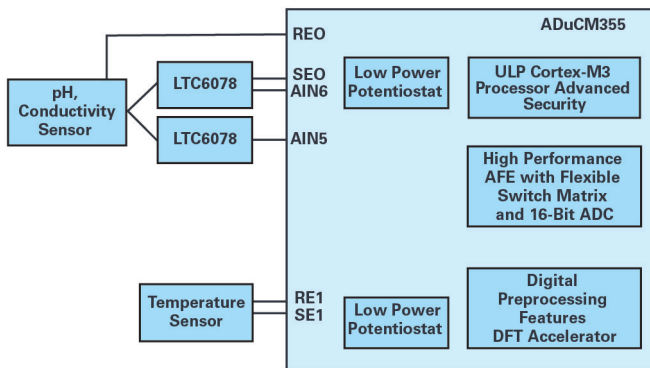 ADuCM355
REO
pH,
Conductivity
Sensor
LTC6078
SEO
AIN6
LTC6078
AIN5
Low Power
Potentiostat
ULP Cortex-M3
Processor Advanced
Security
High Performance
AFE with Flexible
Switch Matrix
and 16-Bit ADC
Temperature
Sensor
RE1
SE1
Low Power
Potentiostat
Digital
Preprocessing
Features
DFT Accelerator